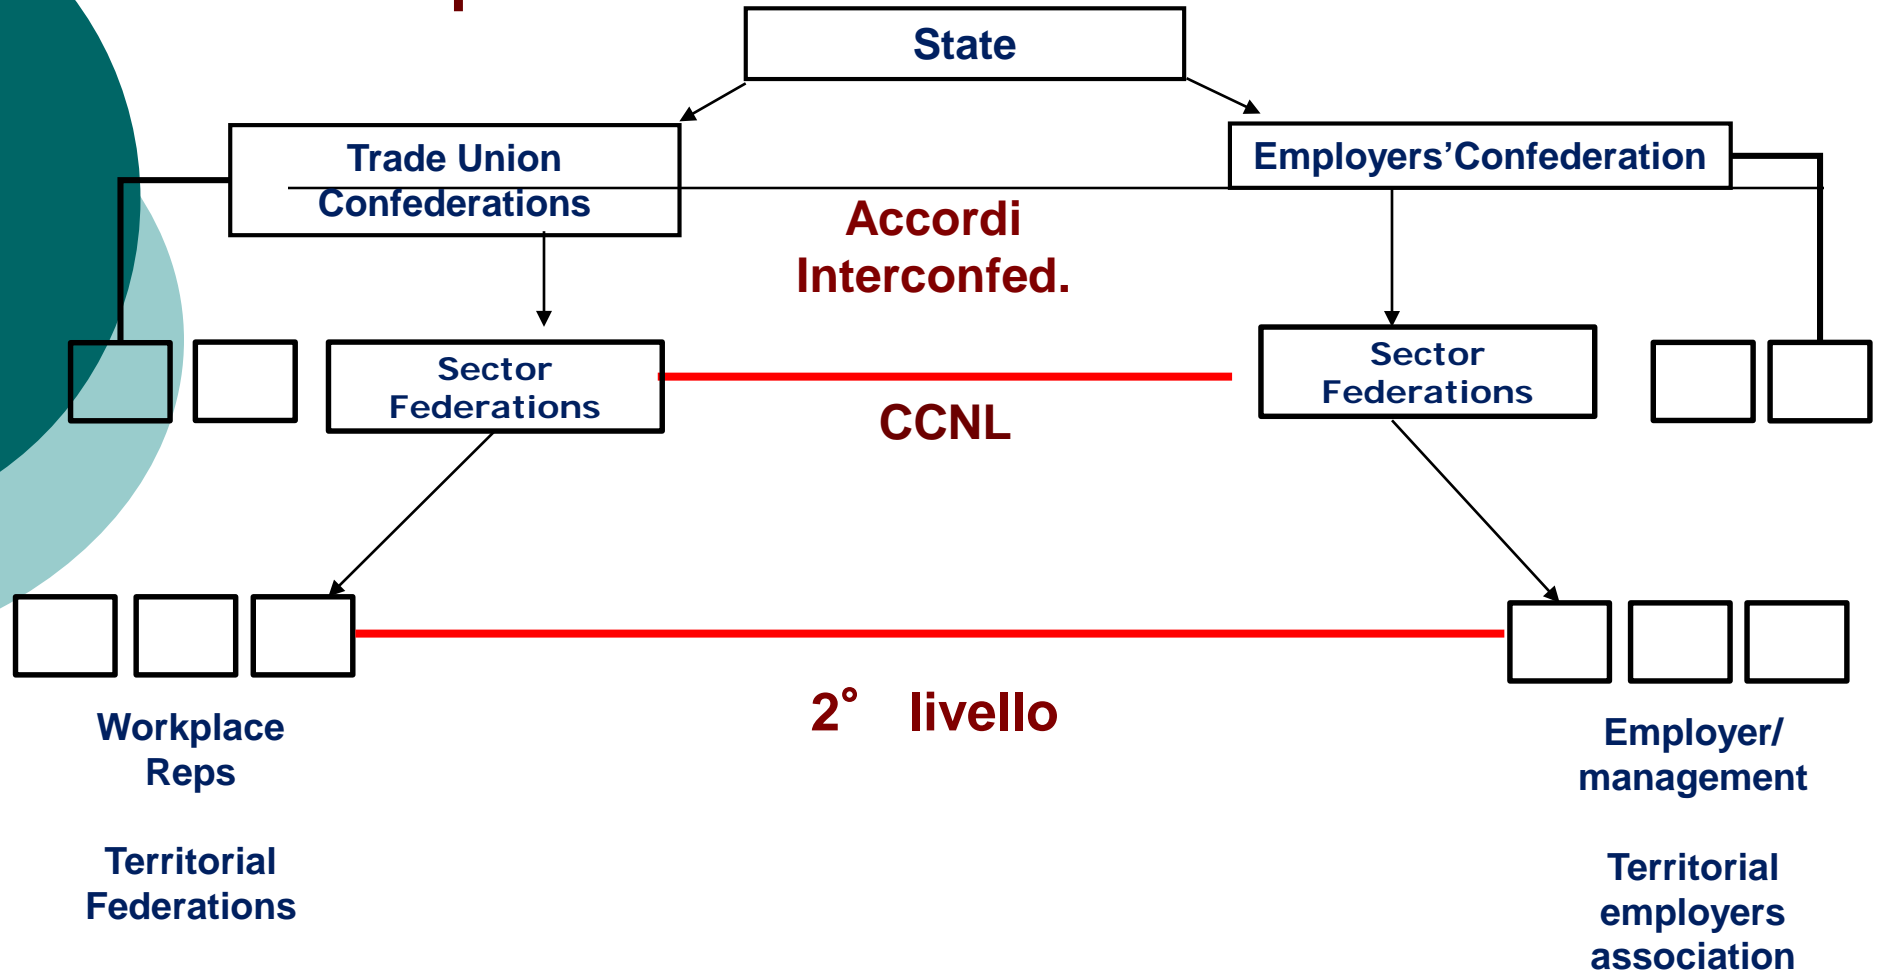 State
Trade Union
Confederations
Employers’Confederation
Accordi
Interconfed.
Sector
Federations
Sector
Federations
CCNL
2° livello
Workplace
Reps
Territorial
Federations
Employer/
management
Territorial
employers
association